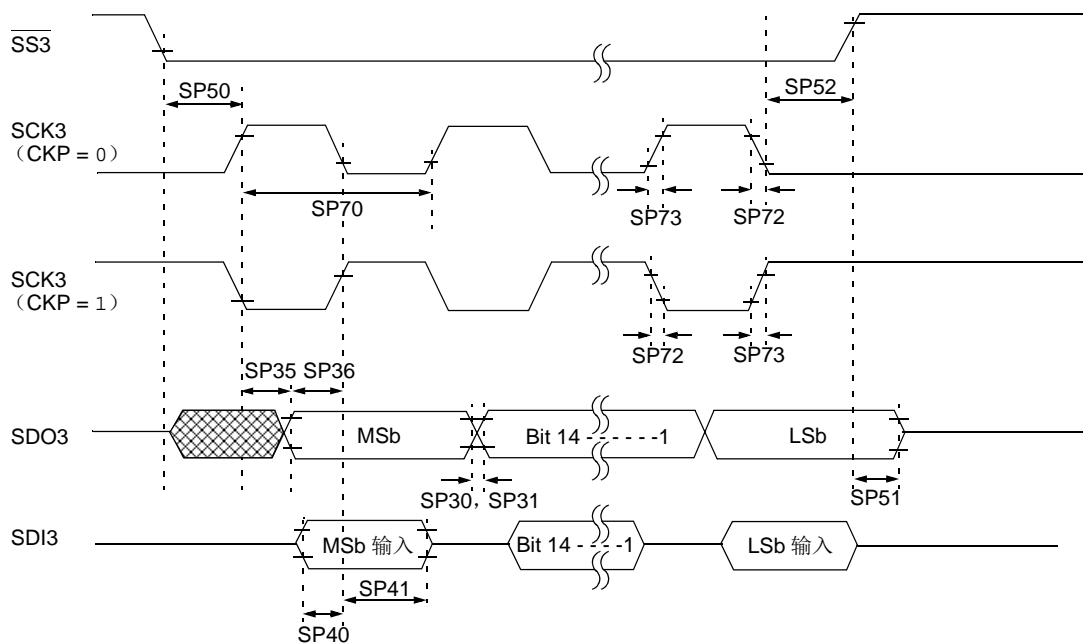 SS3
SP50
SP52
SCK3
（CKP = 0）
SP70
SP73
SP72
SCK3
（CKP = 1）
SP72
SP73
SP35
SP36
SDO3
MSb
Bit 14 - - - - - -1
LSb
SP30，SP31
SP51
SDI3
MSb 输入
Bit 14 - - - - -1
LSb 输入
SP41
SP40